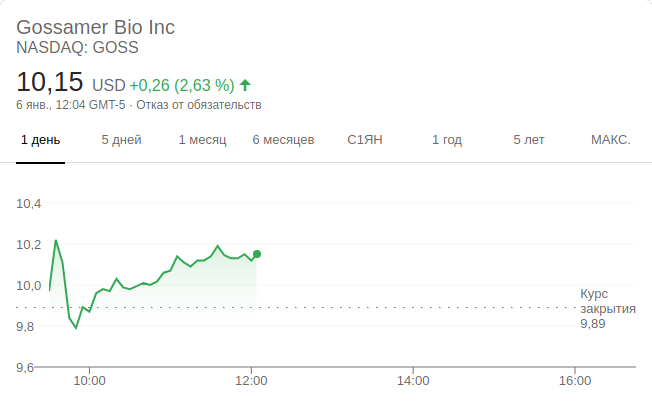 Gossamer Bio Inc
NASDAQ: GOSS
10,15 USD +0,26 (2,63 %)
6 янв., 12:04 GMT-5 · Отказ от обязательств
1 день 5 дней 1 месяц 6 месяцев С1ЯН 1 год 5 лет МАКС.
10,4
10,2
10,0
9,8
9,6
Курс
закрытия
9,89
10:00 12:00 14:00 16:00